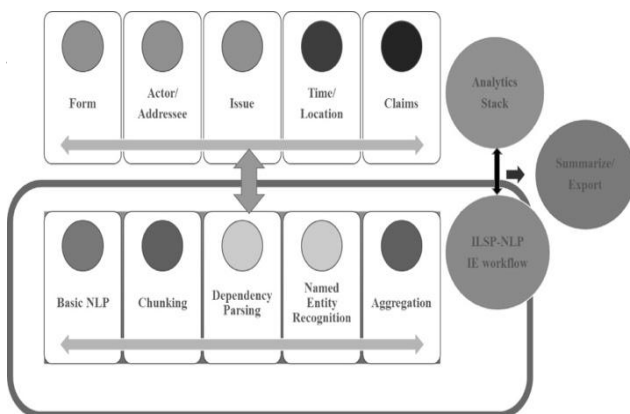 Form
Actor/
Addressee
Issue
Time/
Location
Claims
Analytics
Stack
Summarize/
Export
Basic NLP
Chunking
Dependency
Parsing
Named
Entity
Recognition
Aggregation
ILSP-NLP
IE workflow